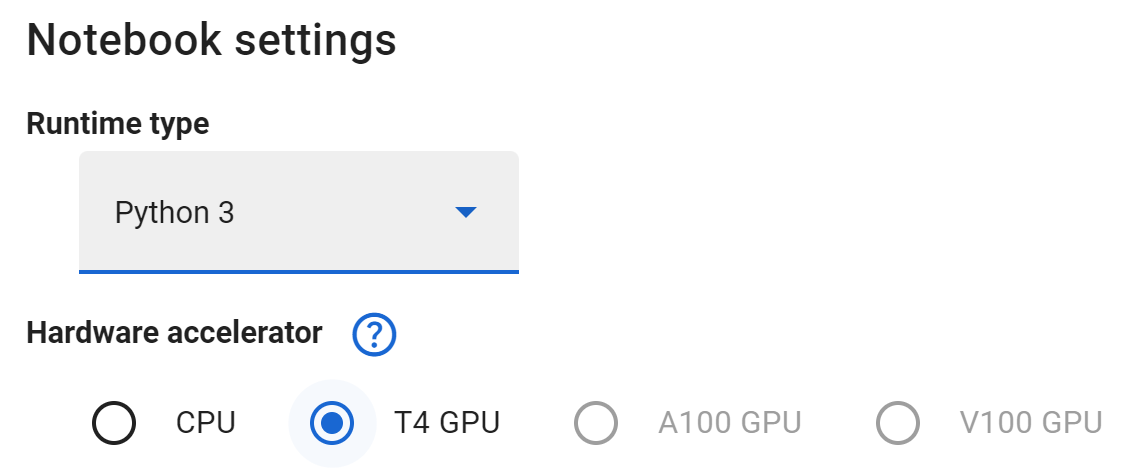 Notebook settings
Runtime type
Python 3
Hardware accelerator ?
CPU T4 GPU A100 GPU V100 GPU